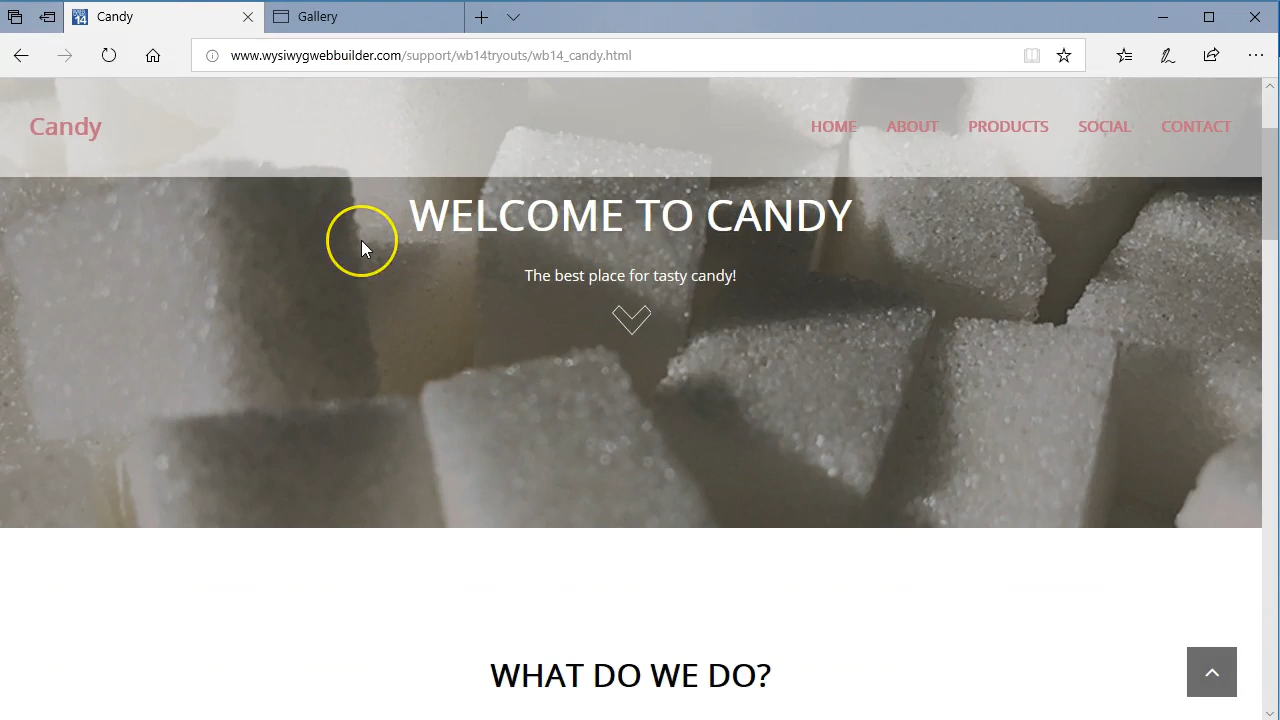 Candy
Gallery
www.wysiwygwebbuilder.com/support/wb14tryouts/wb14_candy.html
Candy
HOME ABOUT PRODUCTS SOCIAL CONTACT
WELCOME TO CANDY
The best place for tasty candy!
WHAT DO WE DO?